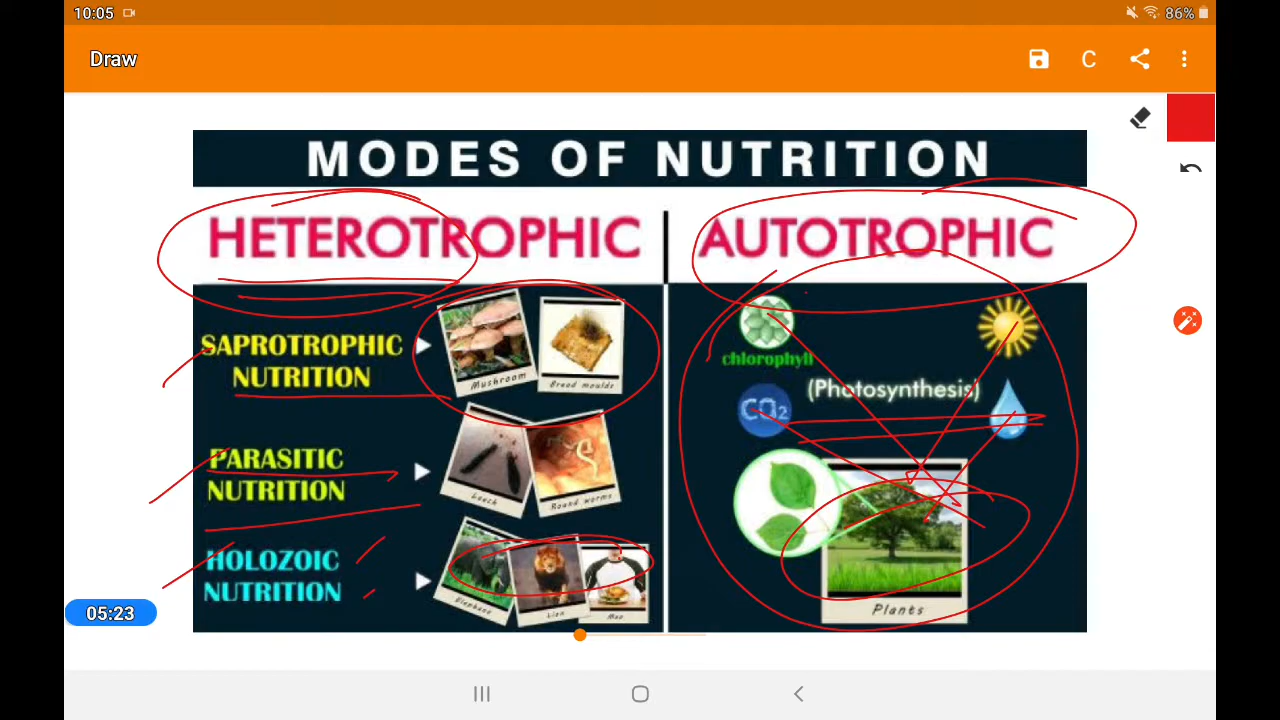 10:05
86%
Draw
C
MODES OF NUTRITION
HETEROTROPHIC
AUTOTROPHIC
SAPROTROPHIC
NUTRITION
Mushroom
Bread moulds
chlorophyll
(Photosynthesis)
CO2
PARASITIC
NUTRITION
Leech
Round worms
HOLOZOIC
NUTRITION
Elephant
Lion
Man
Plants
05:23